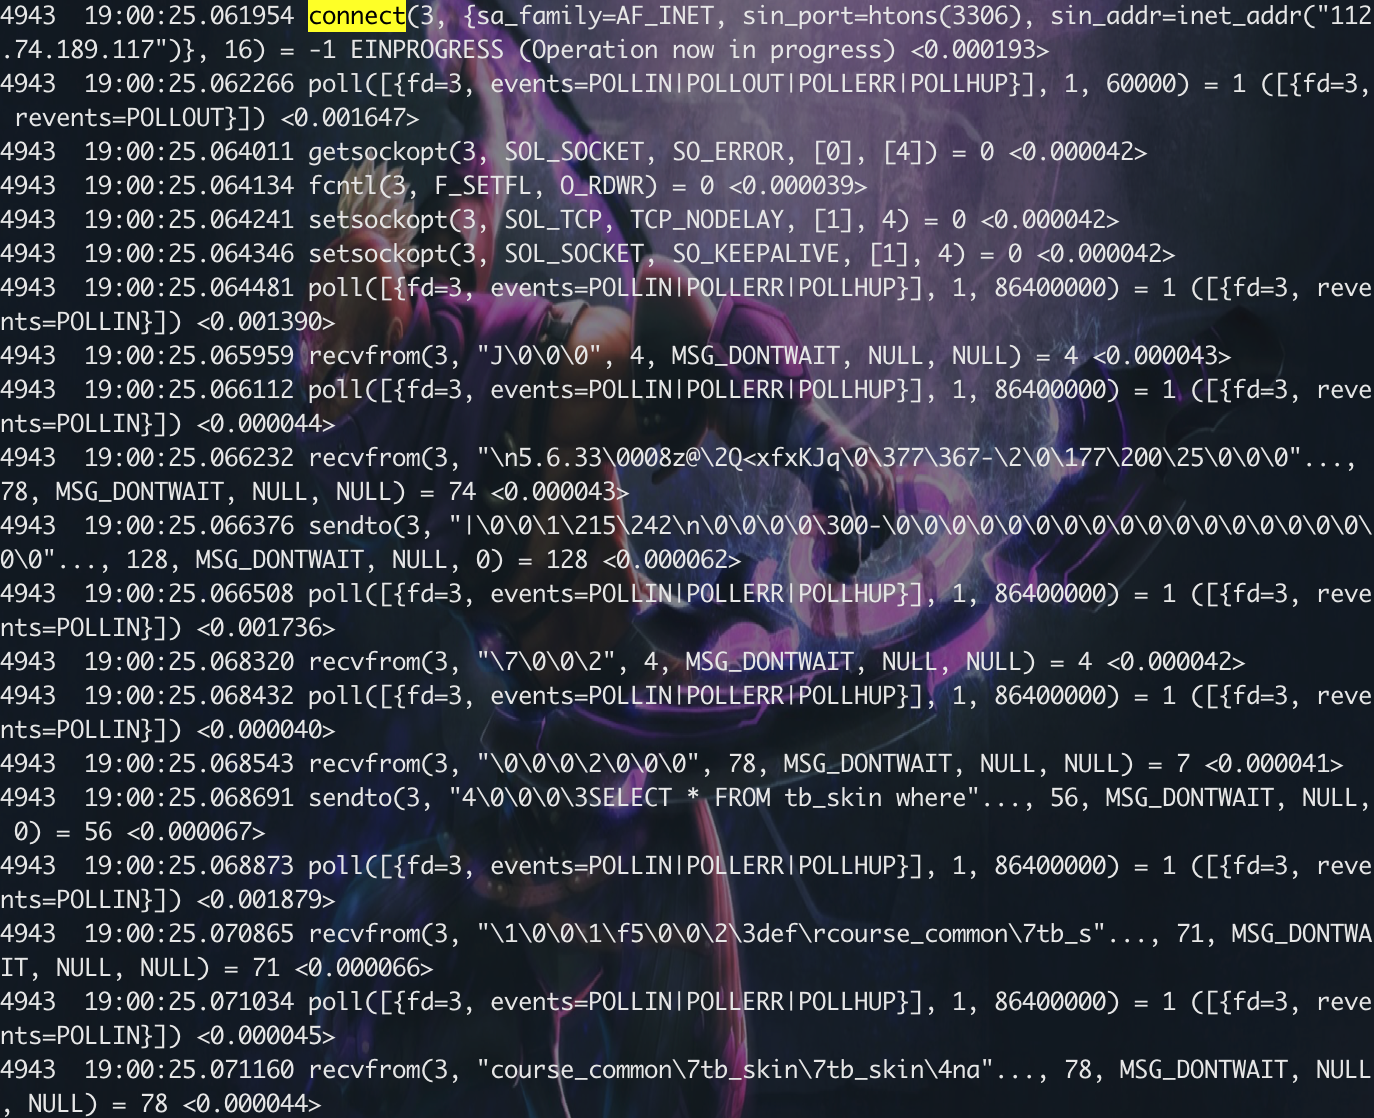 4943  19:00:25.061954 connect(3, {sa_family=AF_INET, sin_port=htons(3306), sin_addr=inet_addr("112
.74.189.117")}, 16) = -1 EINPROGRESS (Operation now in progress) <0.000193>
4943  19:00:25.062266 poll([{fd=3, events=POLLIN|POLLOUT|POLLERR|POLLHUP}], 1, 60000) = 1 ([{fd=3,
 revents=POLLOUT}]) <0.001647>
4943  19:00:25.064011 getsockopt(3, SOL_SOCKET, SO_ERROR, [0], [4]) = 0 <0.000042>
4943  19:00:25.064134 fcntl(3, F_SETFL, O_RDWR) = 0 <0.000039>
4943  19:00:25.064241 setsockopt(3, SOL_TCP, TCP_NODELAY, [1], 4) = 0 <0.000042>
4943  19:00:25.064346 setsockopt(3, SOL_SOCKET, SO_KEEPALIVE, [1], 4) = 0 <0.000042>
4943  19:00:25.064481 poll([{fd=3, events=POLLIN|POLLERR|POLLHUP}], 1, 86400000) = 1 ([{fd=3, reve
nts=POLLIN}]) <0.001390>
4943  19:00:25.065959 recvfrom(3, "J\0\0\0", 4, MSG_DONTWAIT, NULL, NULL) = 4 <0.000043>
4943  19:00:25.066112 poll([{fd=3, events=POLLIN|POLLERR|POLLHUP}], 1, 86400000) = 1 ([{fd=3, reve
nts=POLLIN}]) <0.000044>
4943  19:00:25.066232 recvfrom(3, "\n5.6.33\0008z@\2Q<xfxKJq\0\377\367-\2\0\177\200\25\0\0\0"...,
78, MSG_DONTWAIT, NULL, NULL) = 74 <0.000043>
4943  19:00:25.066376 sendto(3, "|\0\0\1\215\242\n\0\0\0\0\300-\0\0\0\0\0\0\0\0\0\0\0\0\0\0\0\0\0\
0\0"..., 128, MSG_DONTWAIT, NULL, 0) = 128 <0.000062>
4943  19:00:25.066508 poll([{fd=3, events=POLLIN|POLLERR|POLLHUP}], 1, 86400000) = 1 ([{fd=3, reve
nts=POLLIN}]) <0.001736>
4943  19:00:25.068320 recvfrom(3, "\7\0\0\2", 4, MSG_DONTWAIT, NULL, NULL) = 4 <0.000042>
4943  19:00:25.068432 poll([{fd=3, events=POLLIN|POLLERR|POLLHUP}], 1, 86400000) = 1 ([{fd=3, reve
nts=POLLIN}]) <0.000040>
4943  19:00:25.068543 recvfrom(3, "\0\0\0\2\0\0\0", 78, MSG_DONTWAIT, NULL, NULL) = 7 <0.000041>
4943  19:00:25.068691 sendto(3, "4\0\0\0\3SELECT * FROM tb_skin where"..., 56, MSG_DONTWAIT, NULL,
 0) = 56 <0.000067>
4943  19:00:25.068873 poll([{fd=3, events=POLLIN|POLLERR|POLLHUP}], 1, 86400000) = 1 ([{fd=3, reve
nts=POLLIN}]) <0.001879>
4943  19:00:25.070865 recvfrom(3, "\1\0\0\1\f5\0\0\2\3def\rcourse_common\7tb_s"..., 71, MSG_DONTWA
IT, NULL, NULL) = 71 <0.000066>
4943  19:00:25.071034 poll([{fd=3, events=POLLIN|POLLERR|POLLHUP}], 1, 86400000) = 1 ([{fd=3, reve
nts=POLLIN}]) <0.000045>
4943  19:00:25.071160 recvfrom(3, "course_common\7tb_skin\7tb_skin\4na"..., 78, MSG_DONTWAIT, NULL
, NULL) = 78 <0.000044>